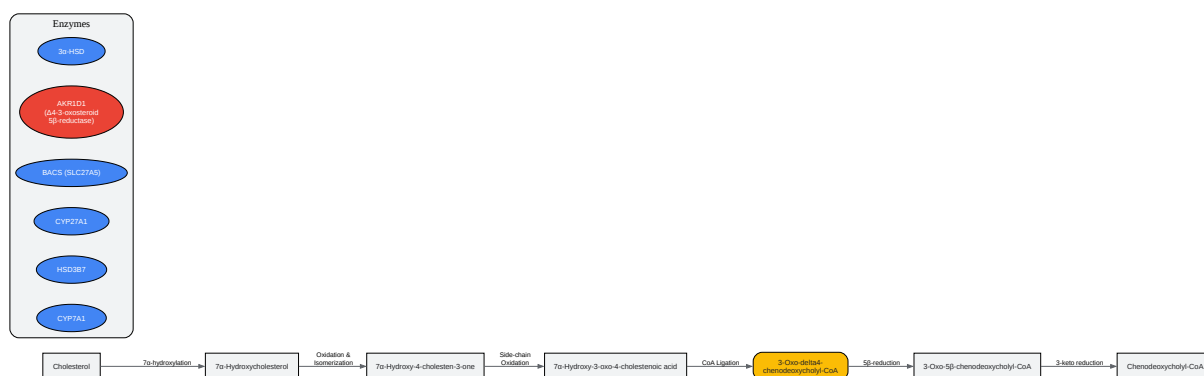 Enzymes
3α-HSD
AKR1D1
(Δ4-3-oxosteroid
5β-reductase)
BACS (SLC27A5)
CYP27A1
HSD3B7
CYP7A1
Cholesterol
7α-hydroxylation
7α-Hydroxycholesterol
Oxidation &
Isomerization
7α-Hydroxy-4-cholesten-3-one
Side-chain
Oxidation
7α-Hydroxy-3-oxo-4-cholestenoic acid
CoA Ligation
3-Oxo-delta4-
chenodeoxycholyl-CoA
5β-reduction
3-Oxo-5β-chenodeoxycholyl-CoA
3-keto reduction
Chenodeoxycholyl-CoA